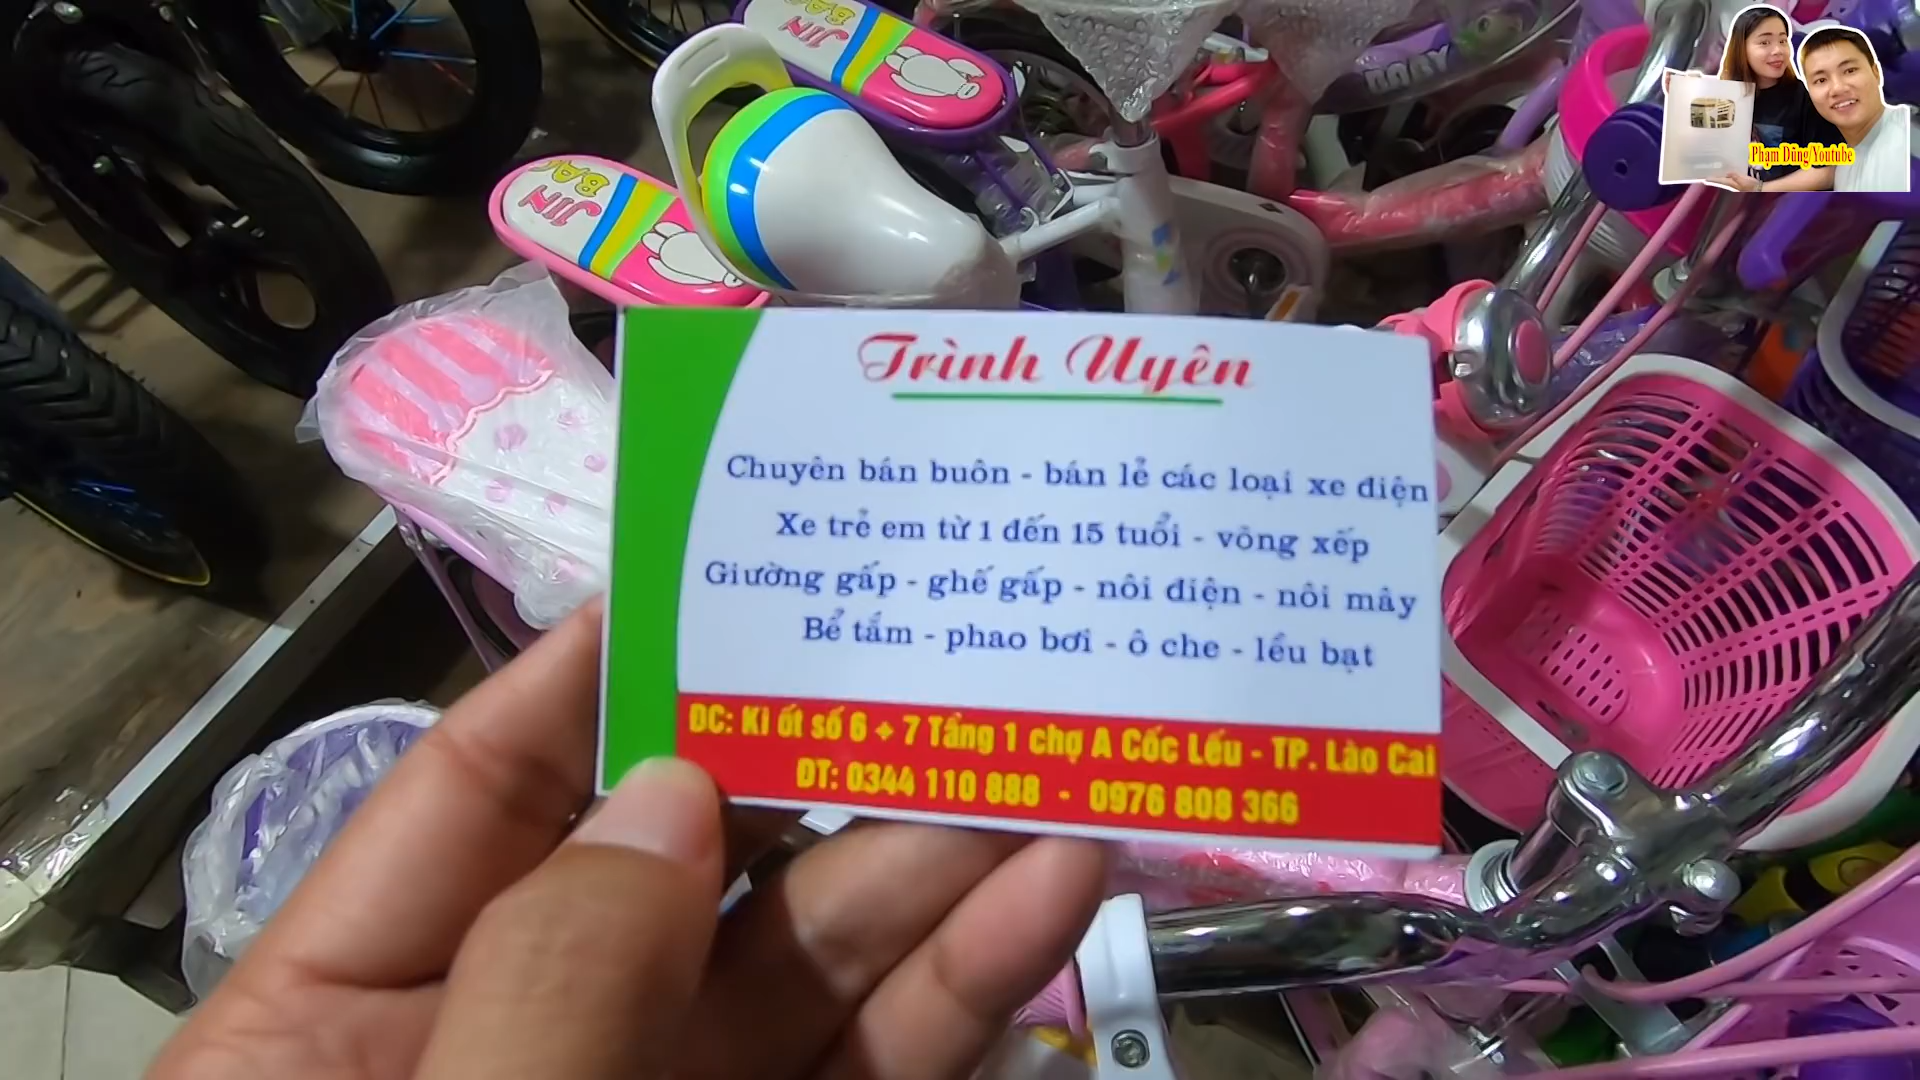 JIN
BAO
JIN
BAO
BABY
Phạm Dũng/Youtube
Trình Uyên
Chuyên bán buôn - bán lẻ các loại xe điện
Xe trẻ em từ 1 đến 15 tuổi - võng xếp
Giường gấp - ghế gấp - nôi điện - nôi mây
Bể tắm - phao bơi - ô che - lều bạt
ĐC: Ki ốt số 6 + 7 Tầng 1 chợ A Cốc Lếu - TP. Lào Cai
ĐT: 0344 110 888 - 0976 808 366